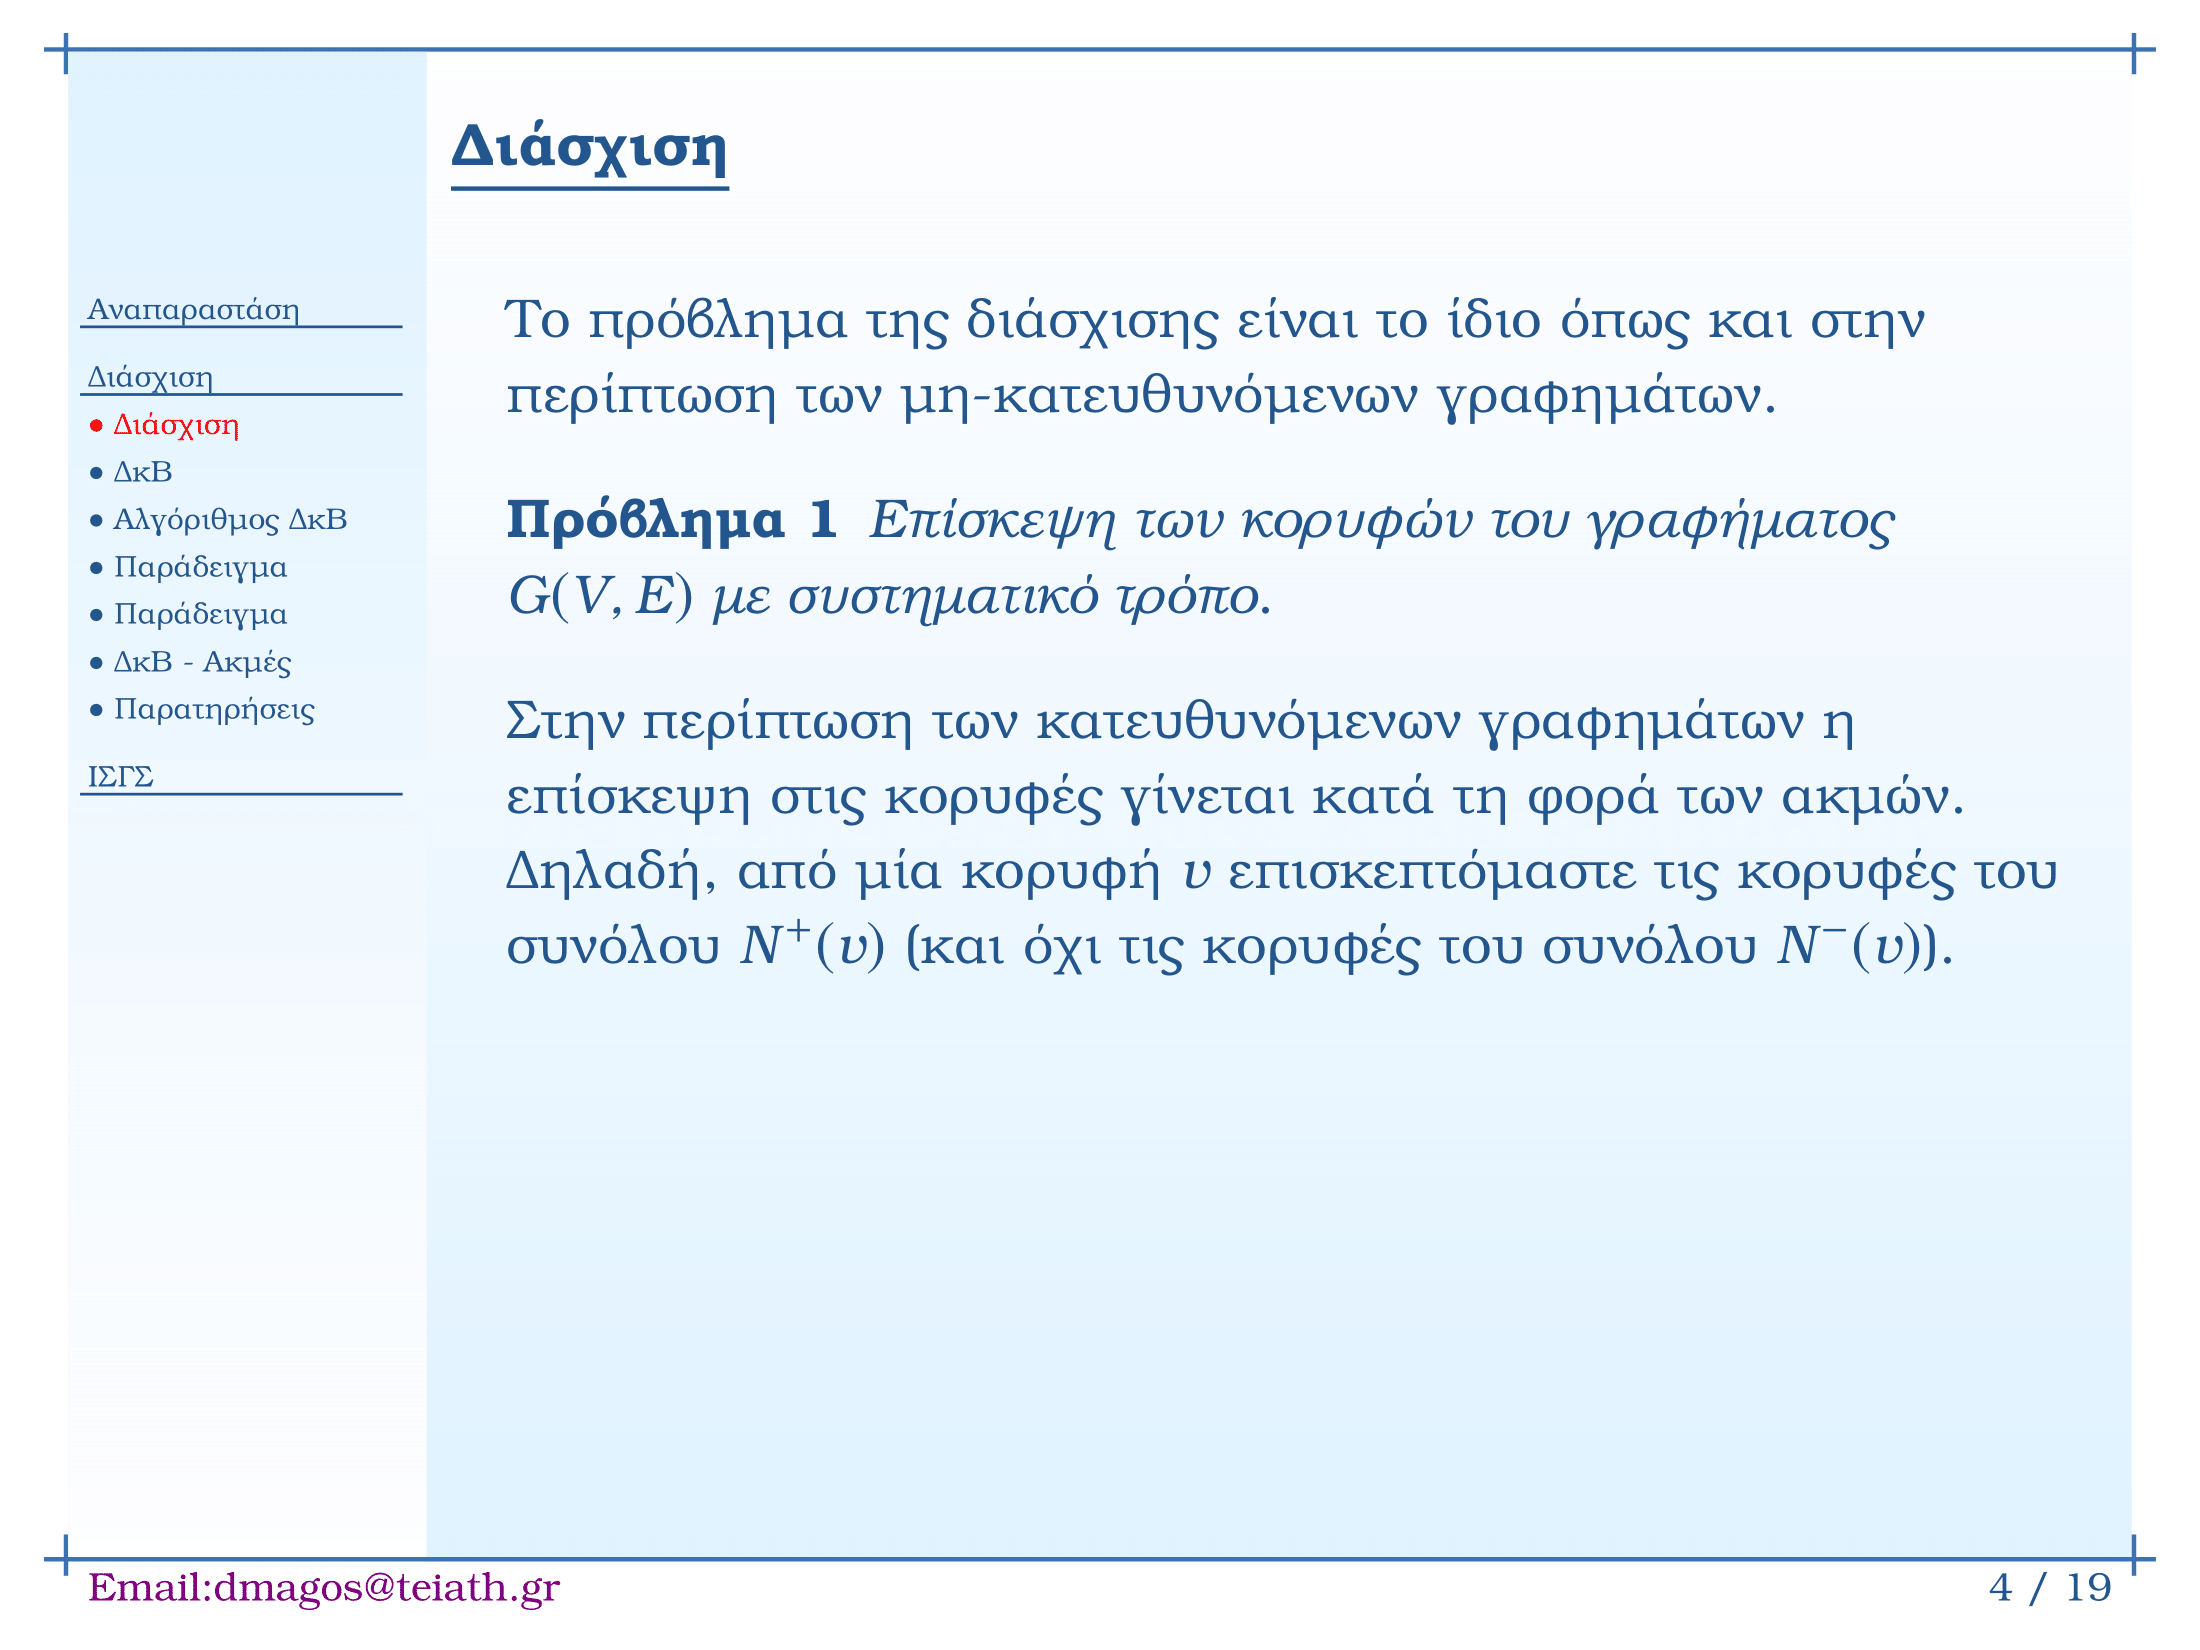 Διάσχιση
Αναπαραστάση
Διάσχιση
• Διάσχιση
• ΔκΒ
• Αλγόριθμος ΔκΒ
• Παράδειγμα
• Παράδειγμα
• ΔκΒ - Ακμές
• Παρατηρήσεις
ΙΣΓΣ
Το πρόβλημα της διάσχισης είναι το ίδιο όπως και στην
περίπτωση των μη-κατευθυνόμενων γραφημάτων.
Πρόβλημα 1 Επίσκεψη των κορυφών του γραφήματος
G(V, E) με συστηματικό τρόπο.
Στην περίπτωση των κατευθυνόμενων γραφημάτων η
επίσκεψη στις κορυφές γίνεται κατά τη φορά των ακμών.
Δηλαδή, από μία κορυφή υ επισκεπτόμαστε τις κορυφές του
συνόλου N⁺(υ) (και όχι τις κορυφές του συνόλου N⁻(υ)).
Email:dmagos@teiath.gr
4 / 19